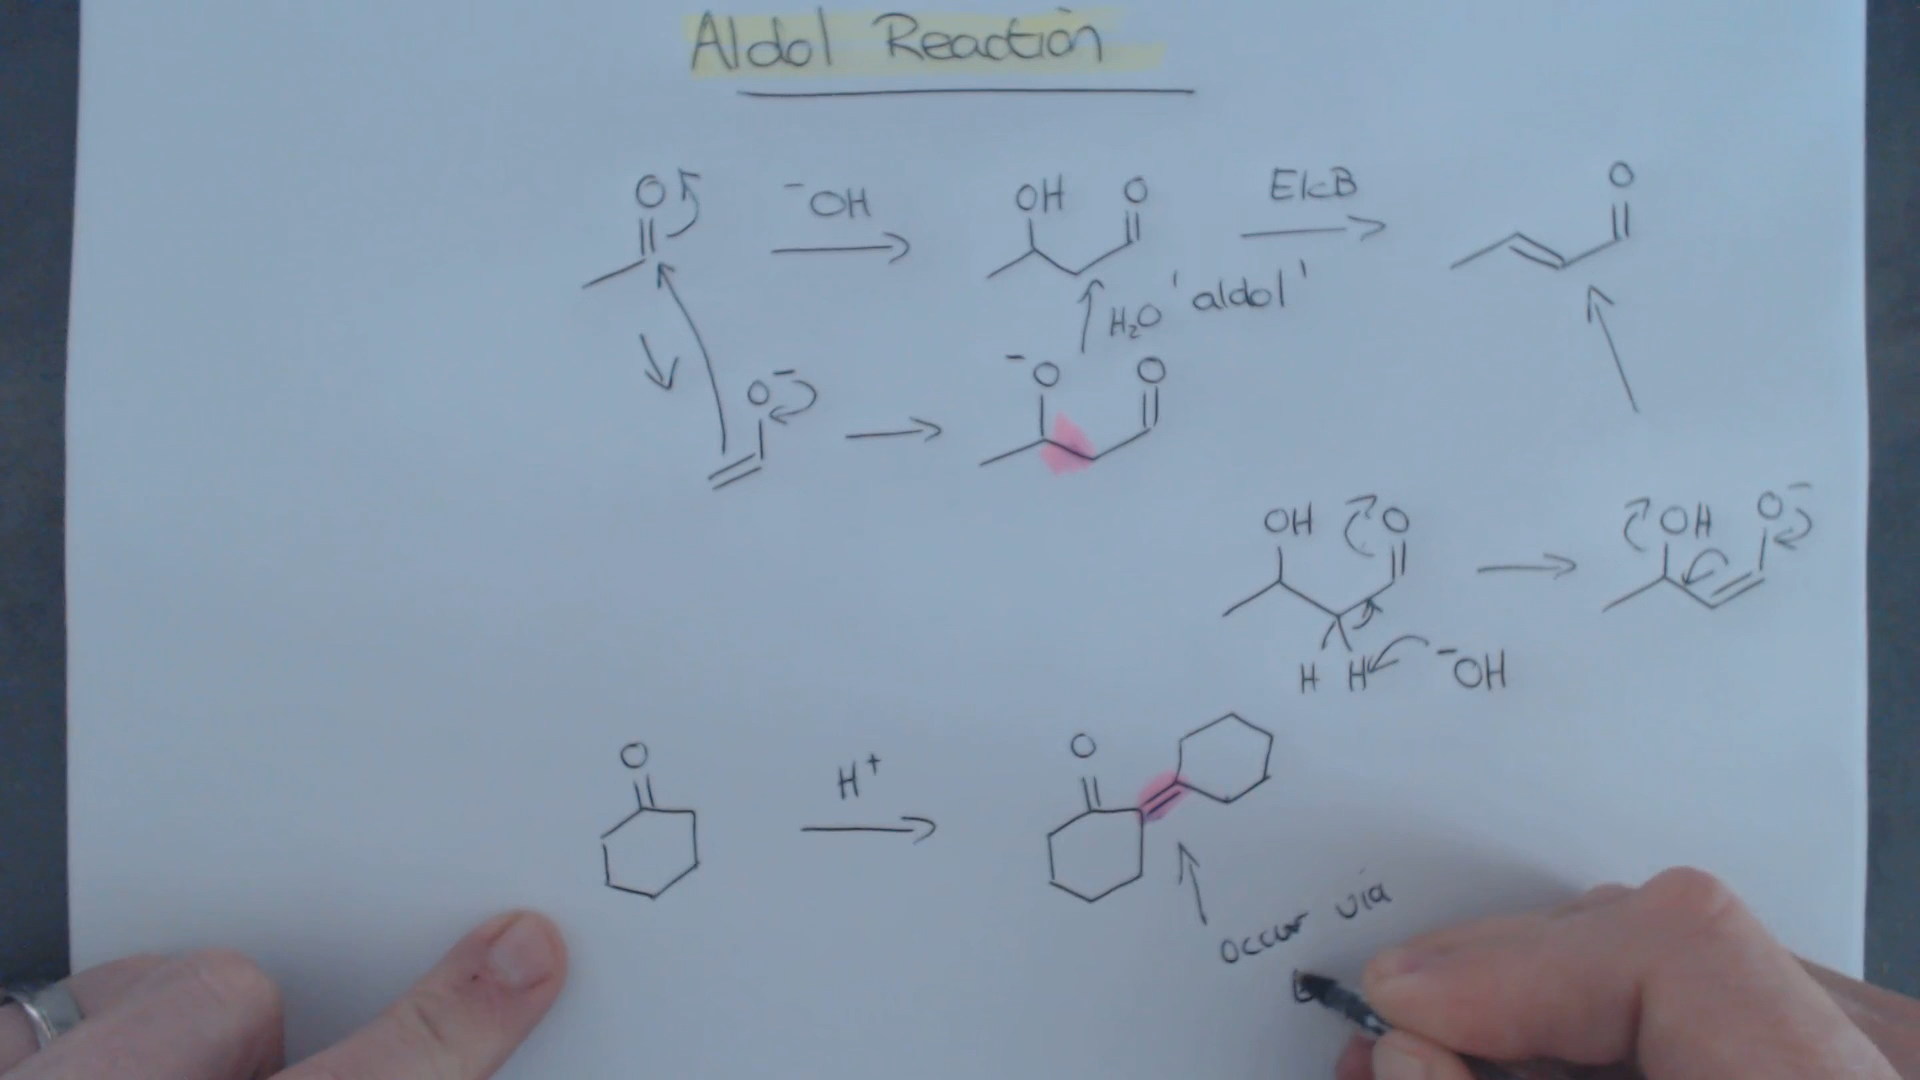 Aldol Reaction
O ⁻OH OH O E1cB O
H₂O 'aldol'
O⁻ ⁻O O
OH O OH O⁻
H H ⁻OH
O H⁺ O
occur via